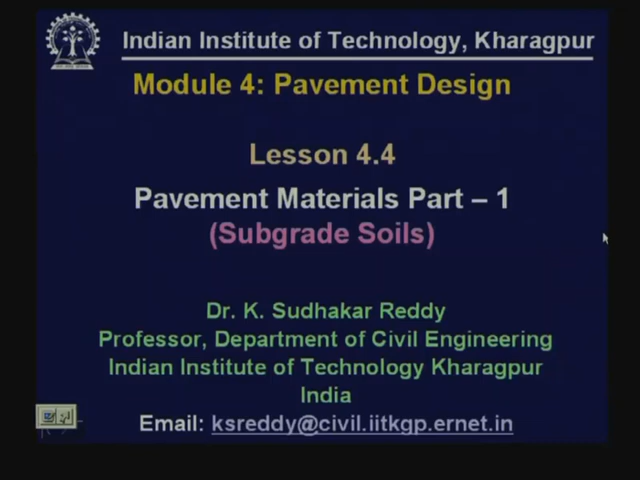 Indian Institute of Technology, Kharagpur
Module 4: Pavement Design
Lesson 4.4
Pavement Materials Part – 1
(Subgrade Soils)
Dr. K. Sudhakar Reddy
Professor, Department of Civil Engineering
Indian Institute of Technology Kharagpur
India
Email: ksreddy@civil.iitkgp.ernet.in